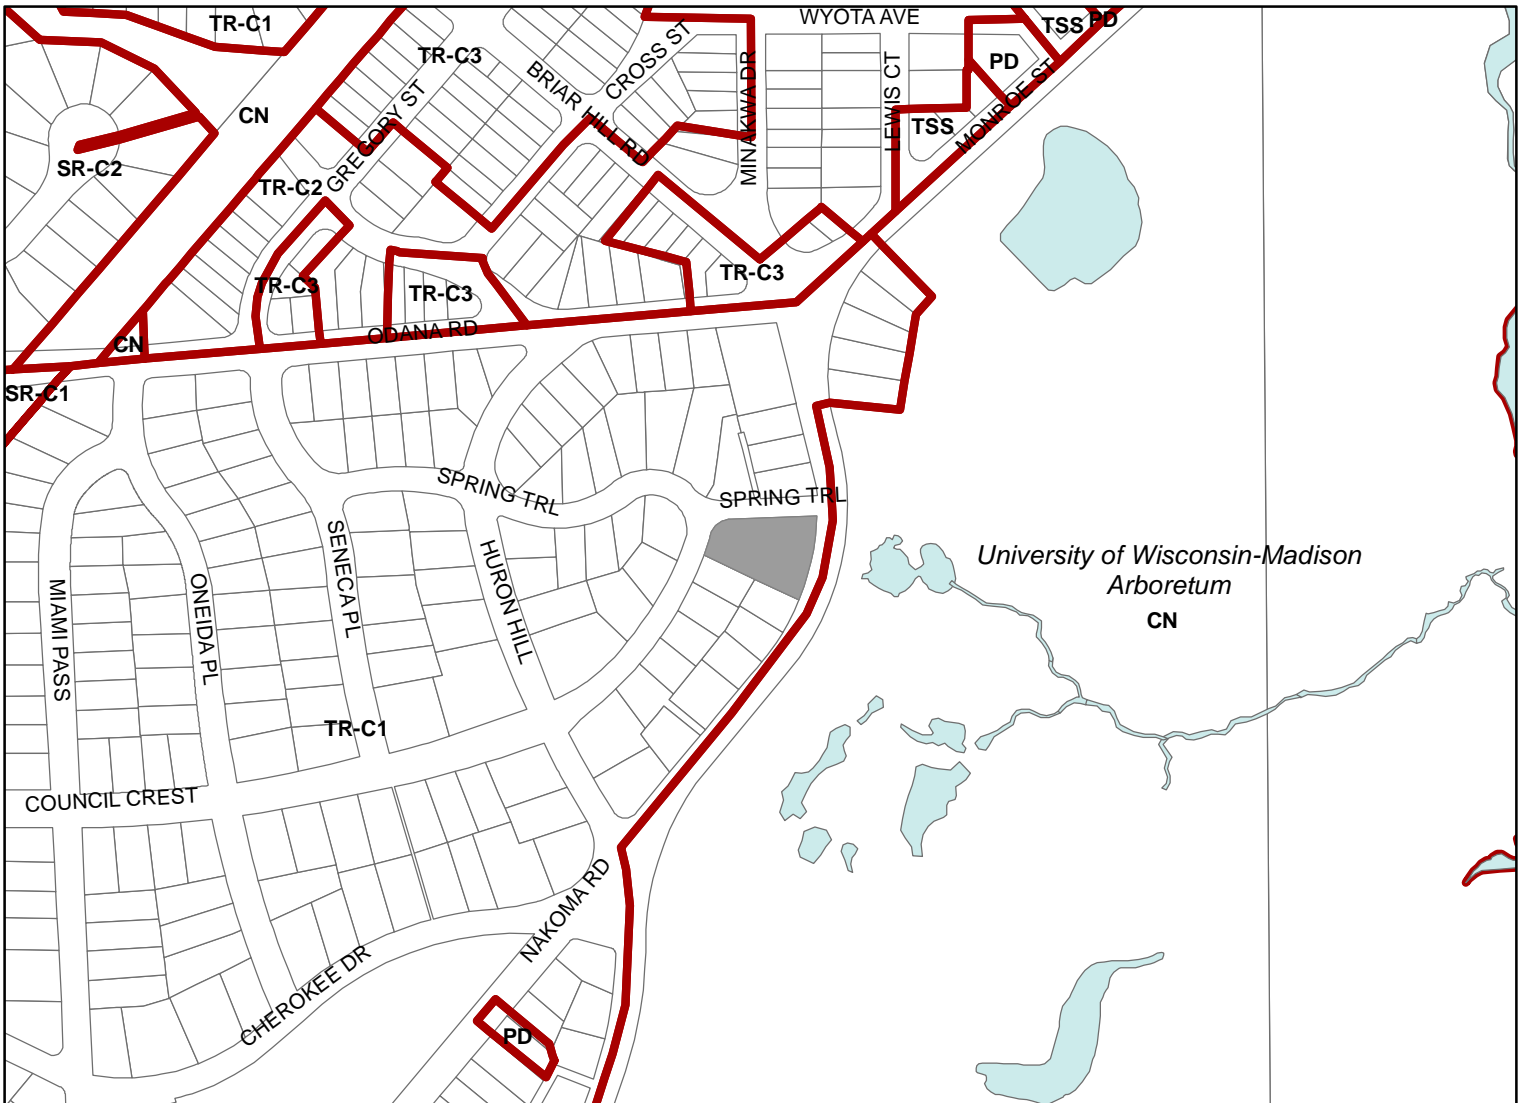 WYOTA AVE
TR-C1
TSS
PD
TR-C3
CROSS ST
PD
BRIAR HILL RD
MINAKWA DR
LEWIS CT
MONROE ST
CN
GREGORY ST
TSS
SR-C2
TR-C2
TR-C3
TR-C3
TR-C3
ODANA RD
CN
SR-C1
SPRING TRL
SPRING TRL
SENECA PL
HURON HILL
University of Wisconsin-Madison
Arboretum
CN
MIAMI PASS
ONEIDA PL
TR-C1
COUNCIL CREST
NAKOMA RD
CHEROKEE DR
PD